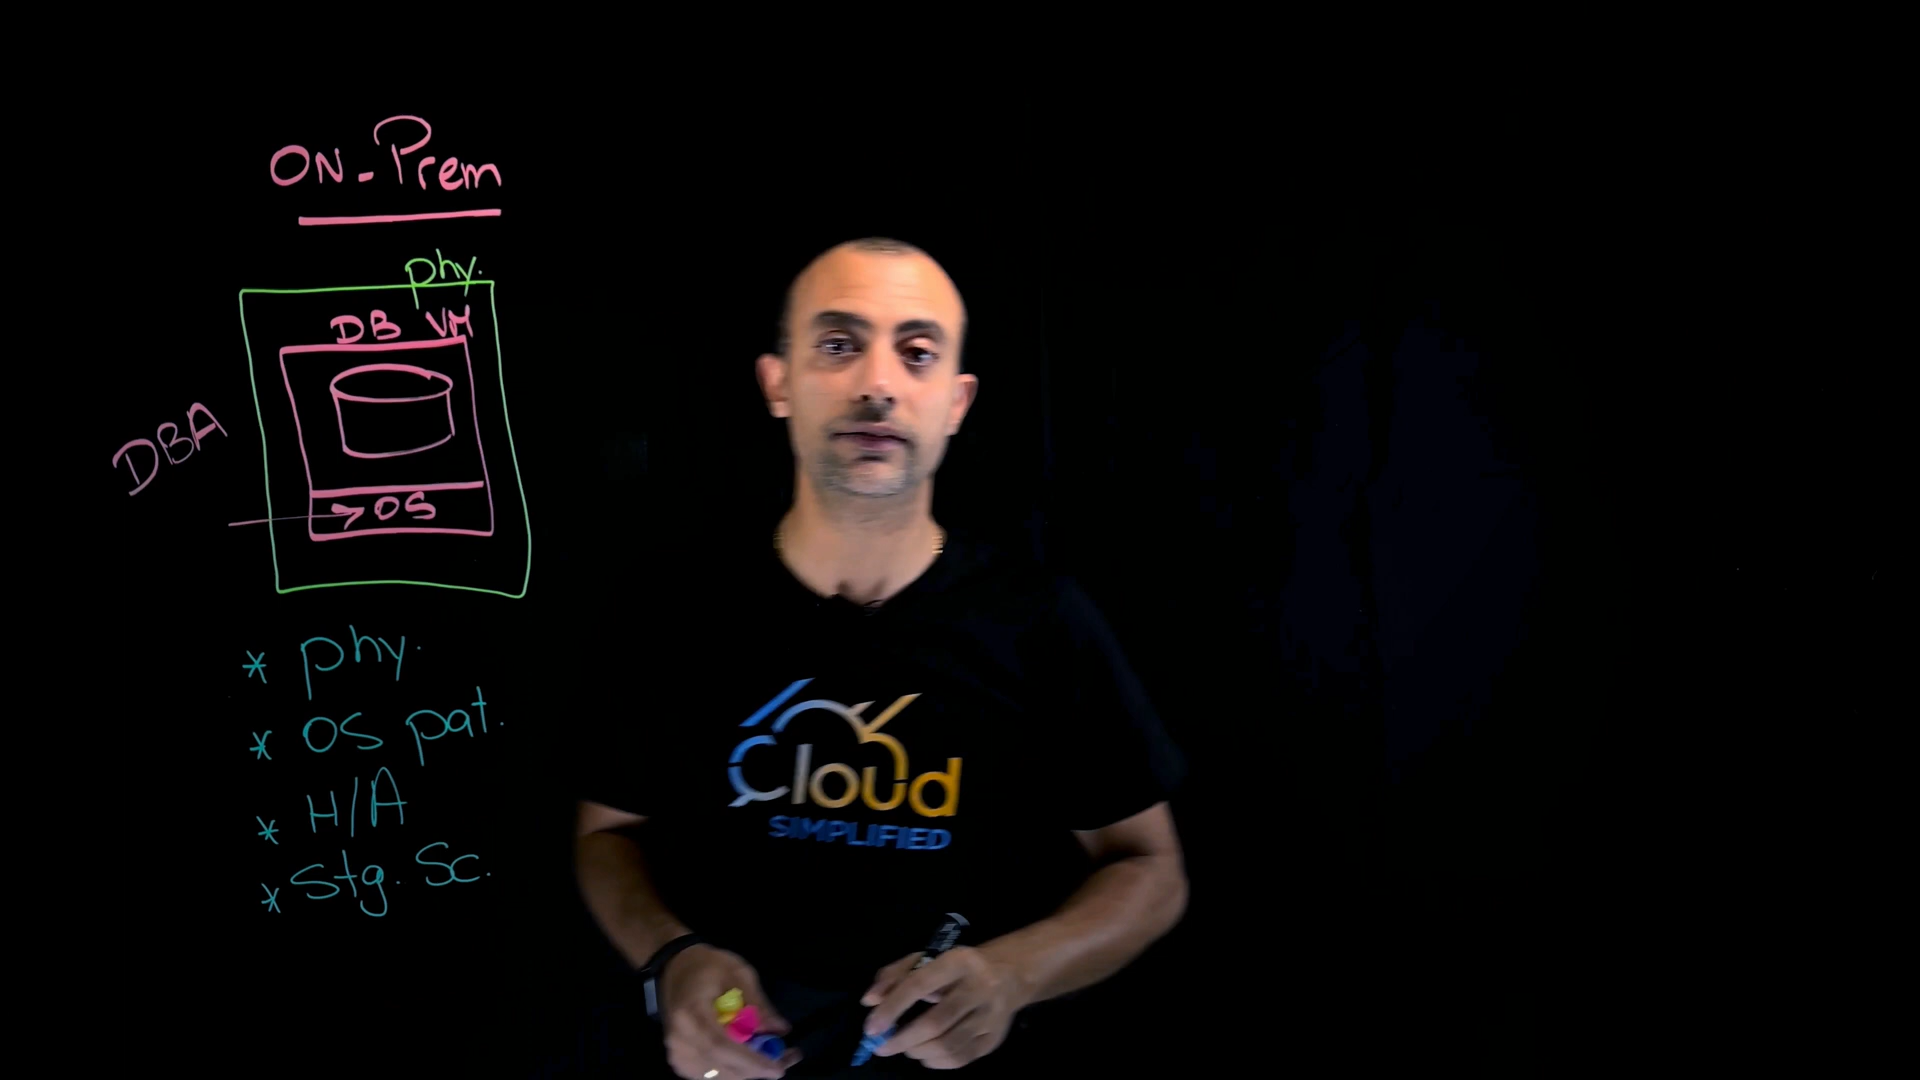 ON-Prem
phy.
DB VM
DBA
OS
* phy.
* OS pat.
* H/A
* Stg. Sc.
Cloud
SIMPLIFIED